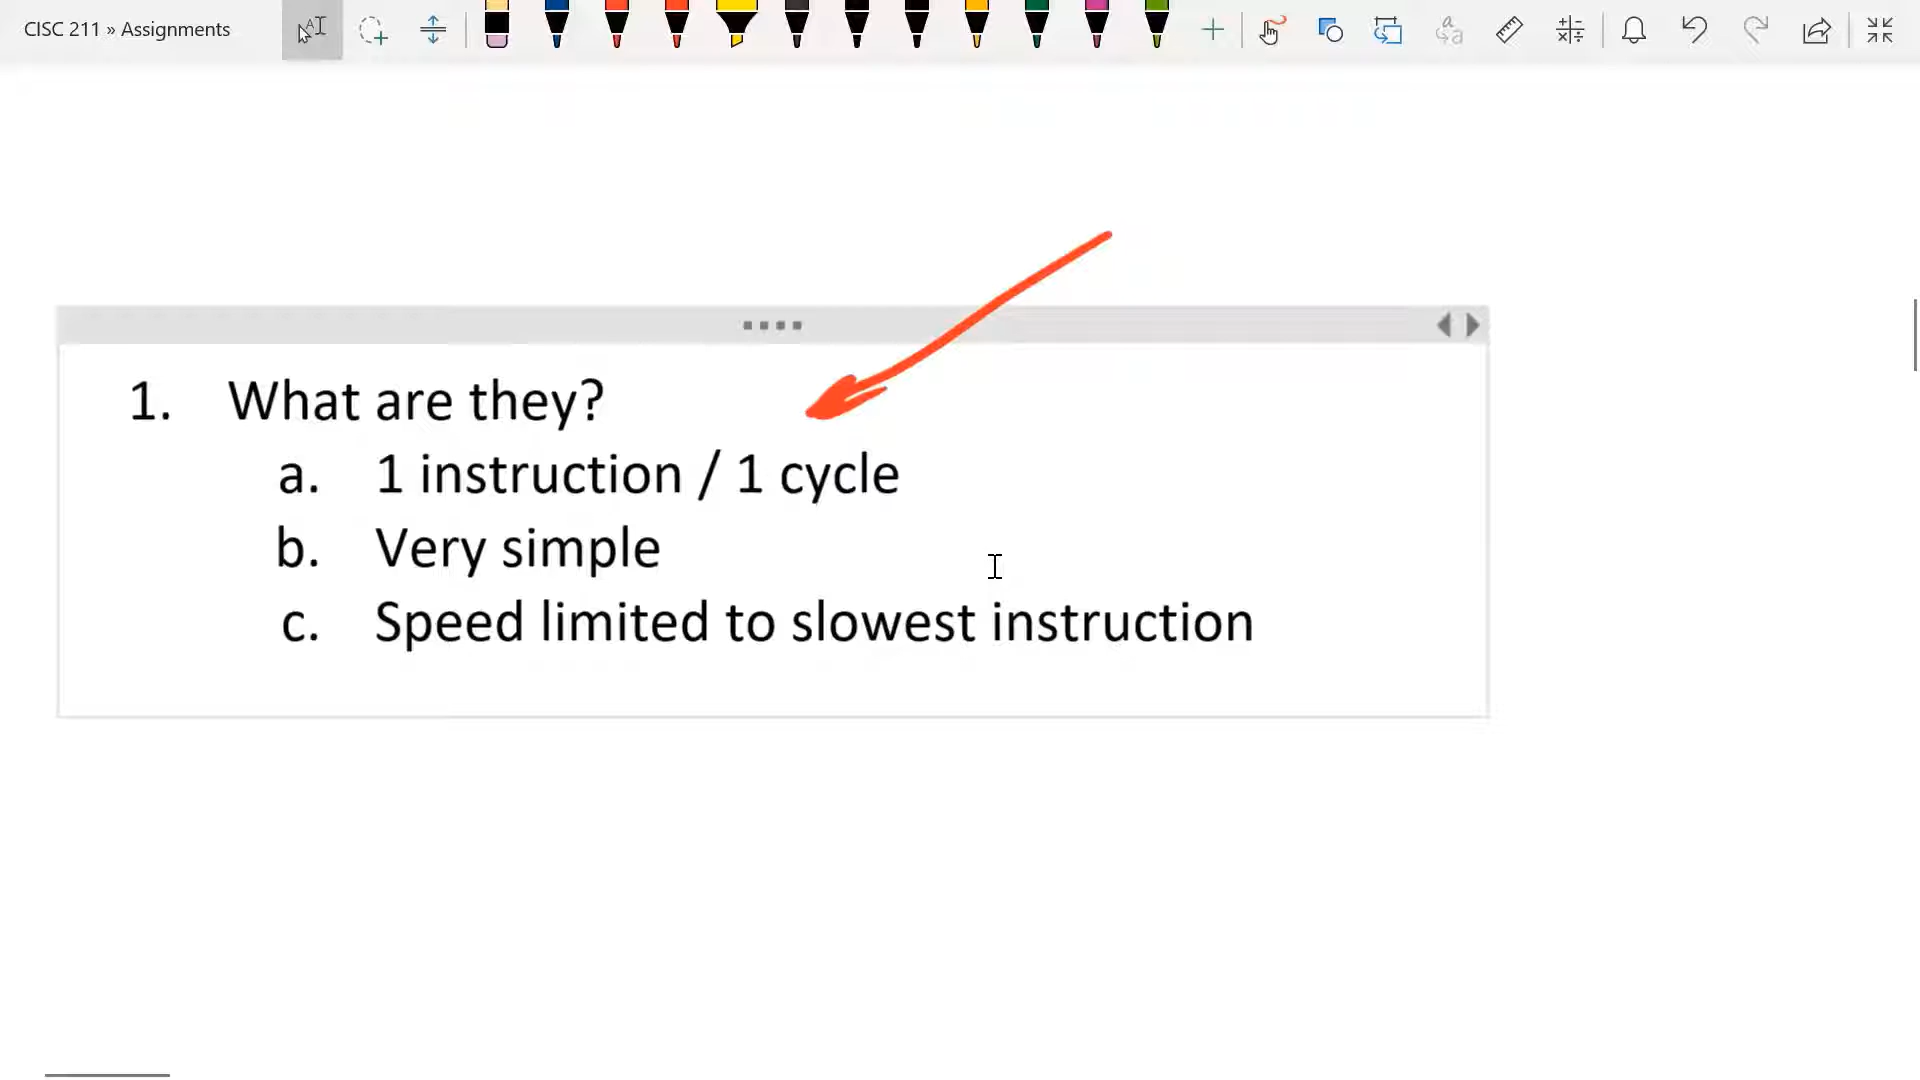 CISC 211 » Assignments
1. What are they?
a. 1 instruction / 1 cycle
b. Very simple
c. Speed limited to slowest instruction